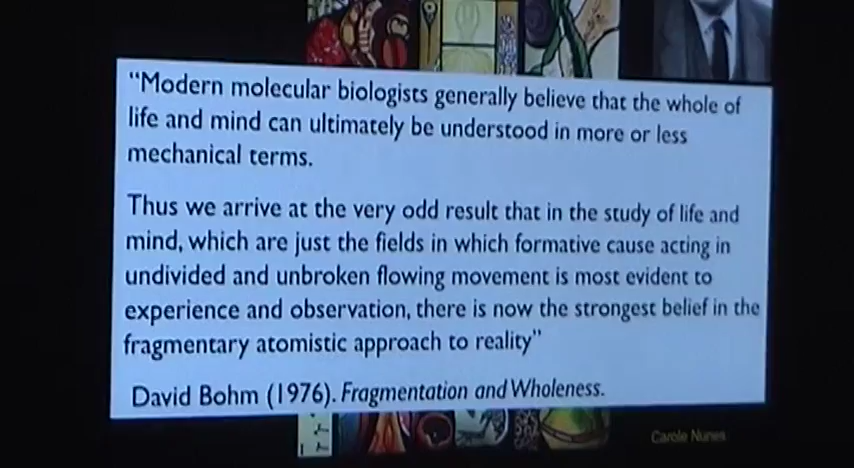 “Modern molecular biologists generally believe that the whole of
life and mind can ultimately be understood in more or less
mechanical terms.
Thus we arrive at the very odd result that in the study of life and
mind, which are just the fields in which formative cause acting in
undivided and unbroken flowing movement is most evident to
experience and observation, there is now the strongest belief in the
fragmentary atomistic approach to reality”
David Bohm (1976). Fragmentation and Wholeness.
Carole Nunes